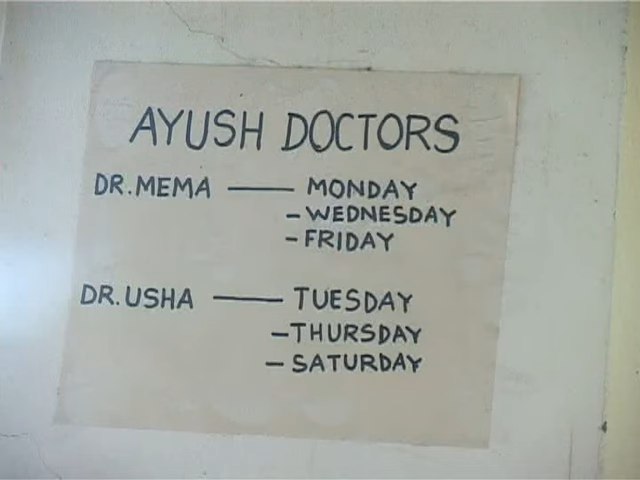 AYUSH DOCTORS
DR. MEMA — MONDAY
- WEDNESDAY
- FRIDAY
DR. USHA — TUESDAY
- THURSDAY
- SATURDAY